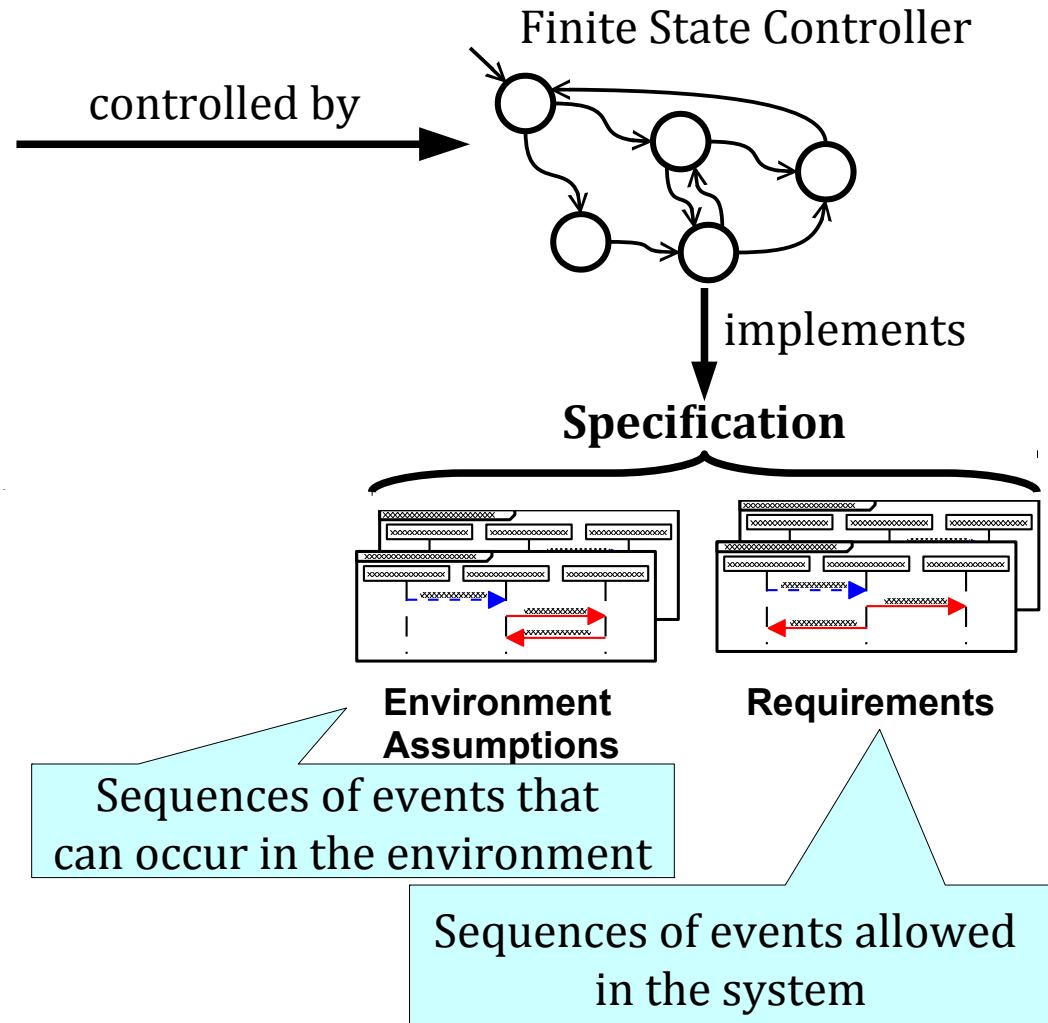 Finite State Controller
controlled by
implements
Specification
Environment
Assumptions
Requirements
Sequences of events that
can occur in the environment
Sequences of events allowed
in the system